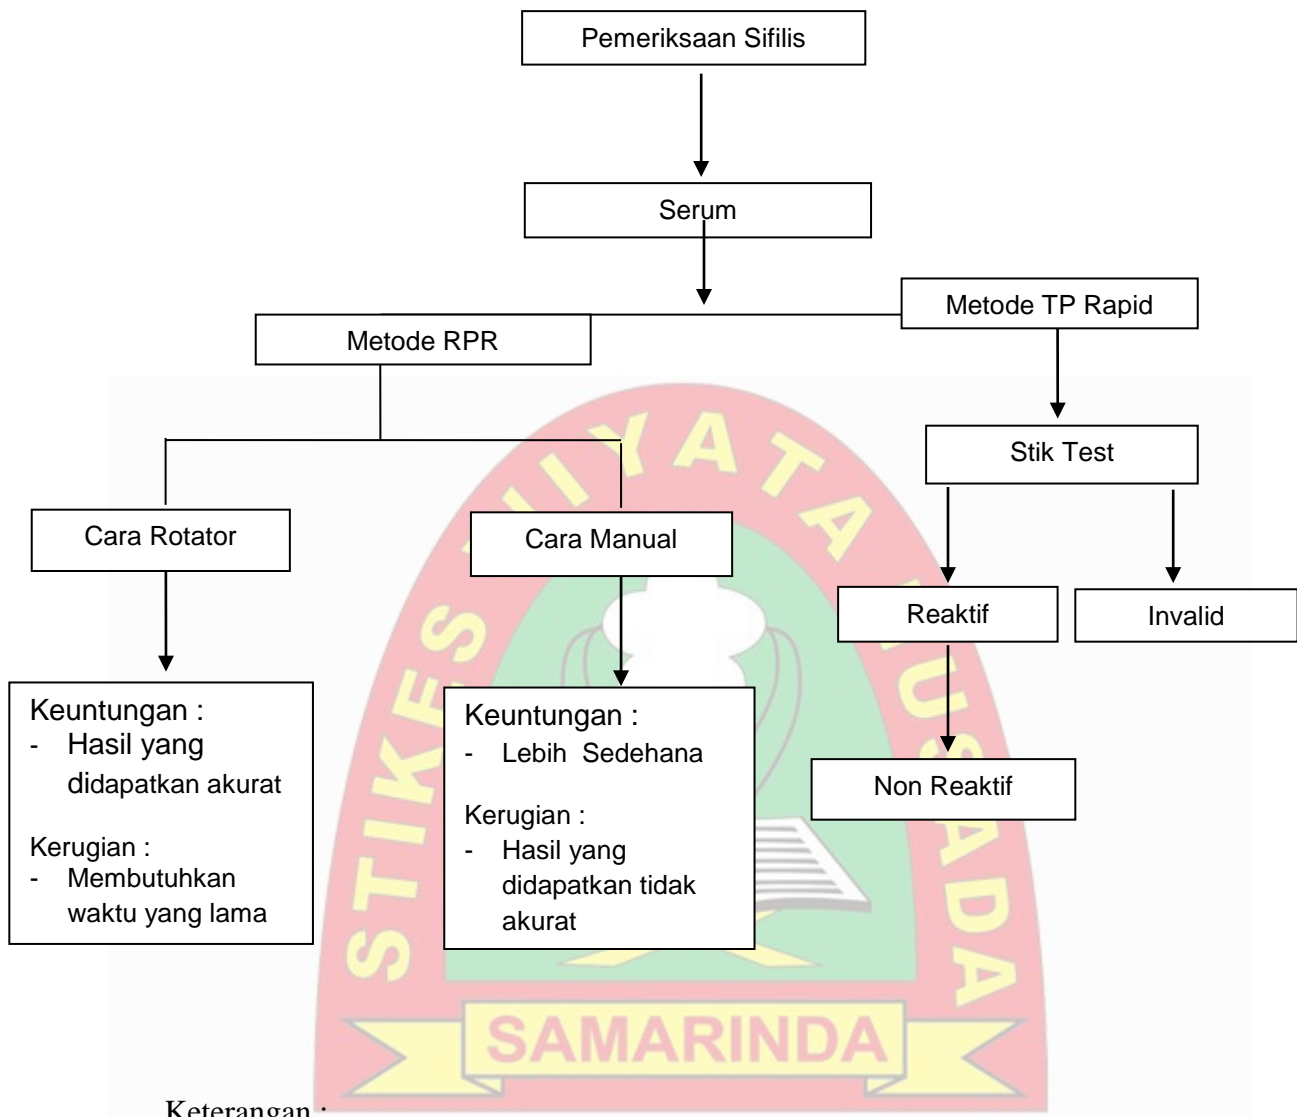 Pemeriksaan Sifilis
Serum
Metode TP Rapid
Metode RPR
Stik Test
Cara Rotator
Cara Manual
Reaktif
Invalid
Keuntungan :
- Hasil yang
didapatkan akurat
Kerugian :
- Membutuhkan
waktu yang lama
Keuntungan :
- Lebih Sedehana
Kerugian :
- Hasil yang
didapatkan tidak
akurat
Non Reaktif
STIKES WIYATA HUSADA
SAMARINDA
Keterangan :